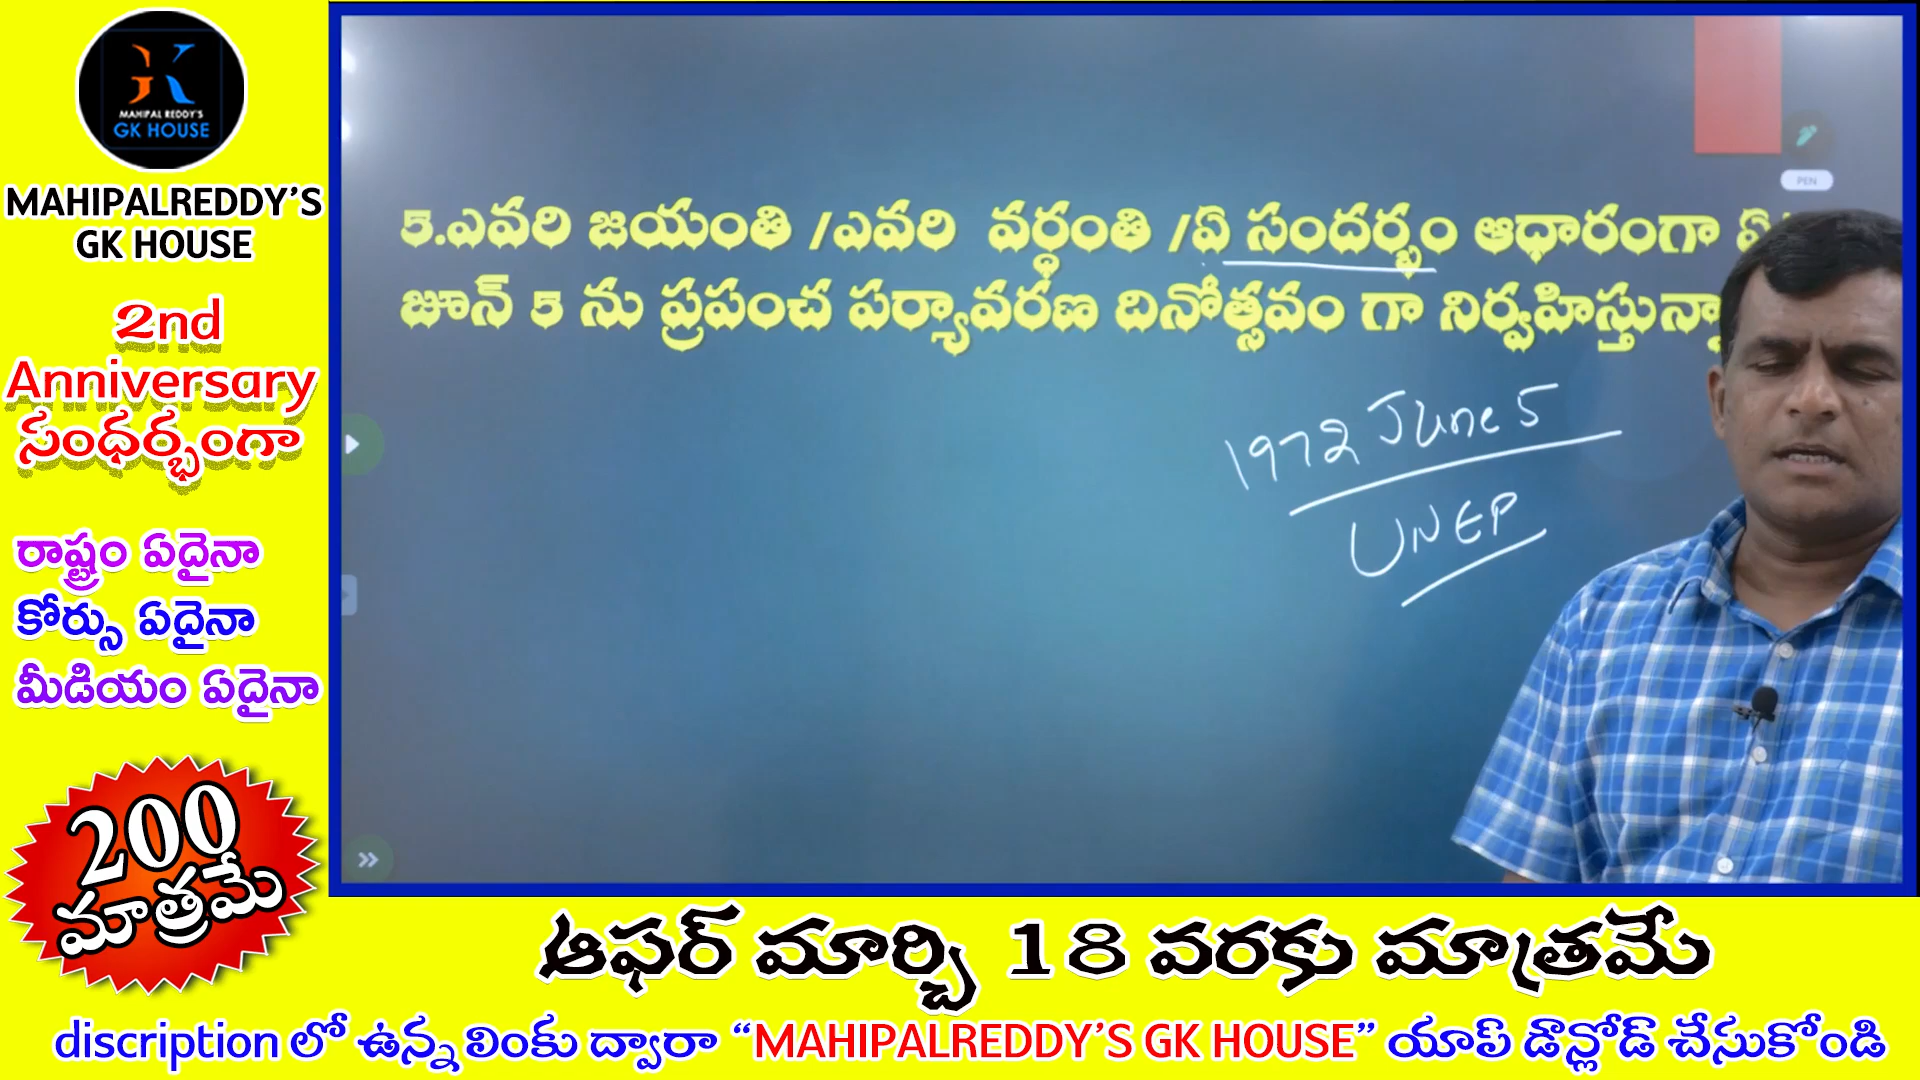 MAHIPAL REDDY'S
GK HOUSE
MAHIPALREDDY'S
GK HOUSE
2nd
Anniversary
సంధర్భంగా
రాష్ట్రం ఏదైనా
కోర్సు ఏదైనా
మీడియం ఏదైనా
200
మాత్రమే
PEN
5.ఎవరి జయంతి /ఎవరి వర్ధంతి /ఏ సందర్భం ఆధారంగా
జూన్ 5 ను ప్రపంచ పర్యావరణ దినోత్సవం గా
1972 June 5
UNEP
ఆఫర్ మార్చి 18 వరకు మాత్రమే
discription లో ఉన్న లింకు ద్వారా “MAHIPALREDDY'S GK HOUSE” యాప్ డౌన్లోడ్ చేసుకోండి